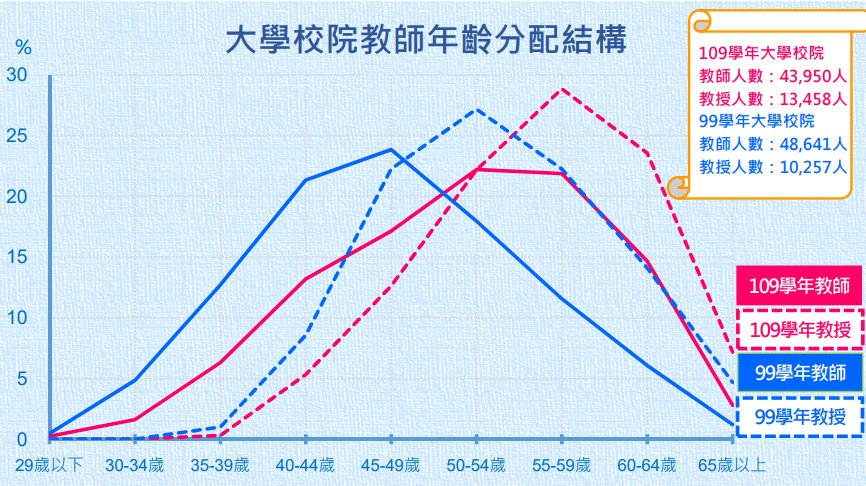 大學校院教師年齡分配結構
%
109學年大學校院
教師人數：43,950人
教授人數：13,458人
99學年大學校院
教師人數：48,641人
教授人數：10,257人
30
25
20
15
10
5
0
109學年教師
109學年教授
99學年教師
99學年教授
29歲以下 30-34歲 35-39歲 40-44歲 45-49歲 50-54歲 55-59歲 60-64歲 65歲以上